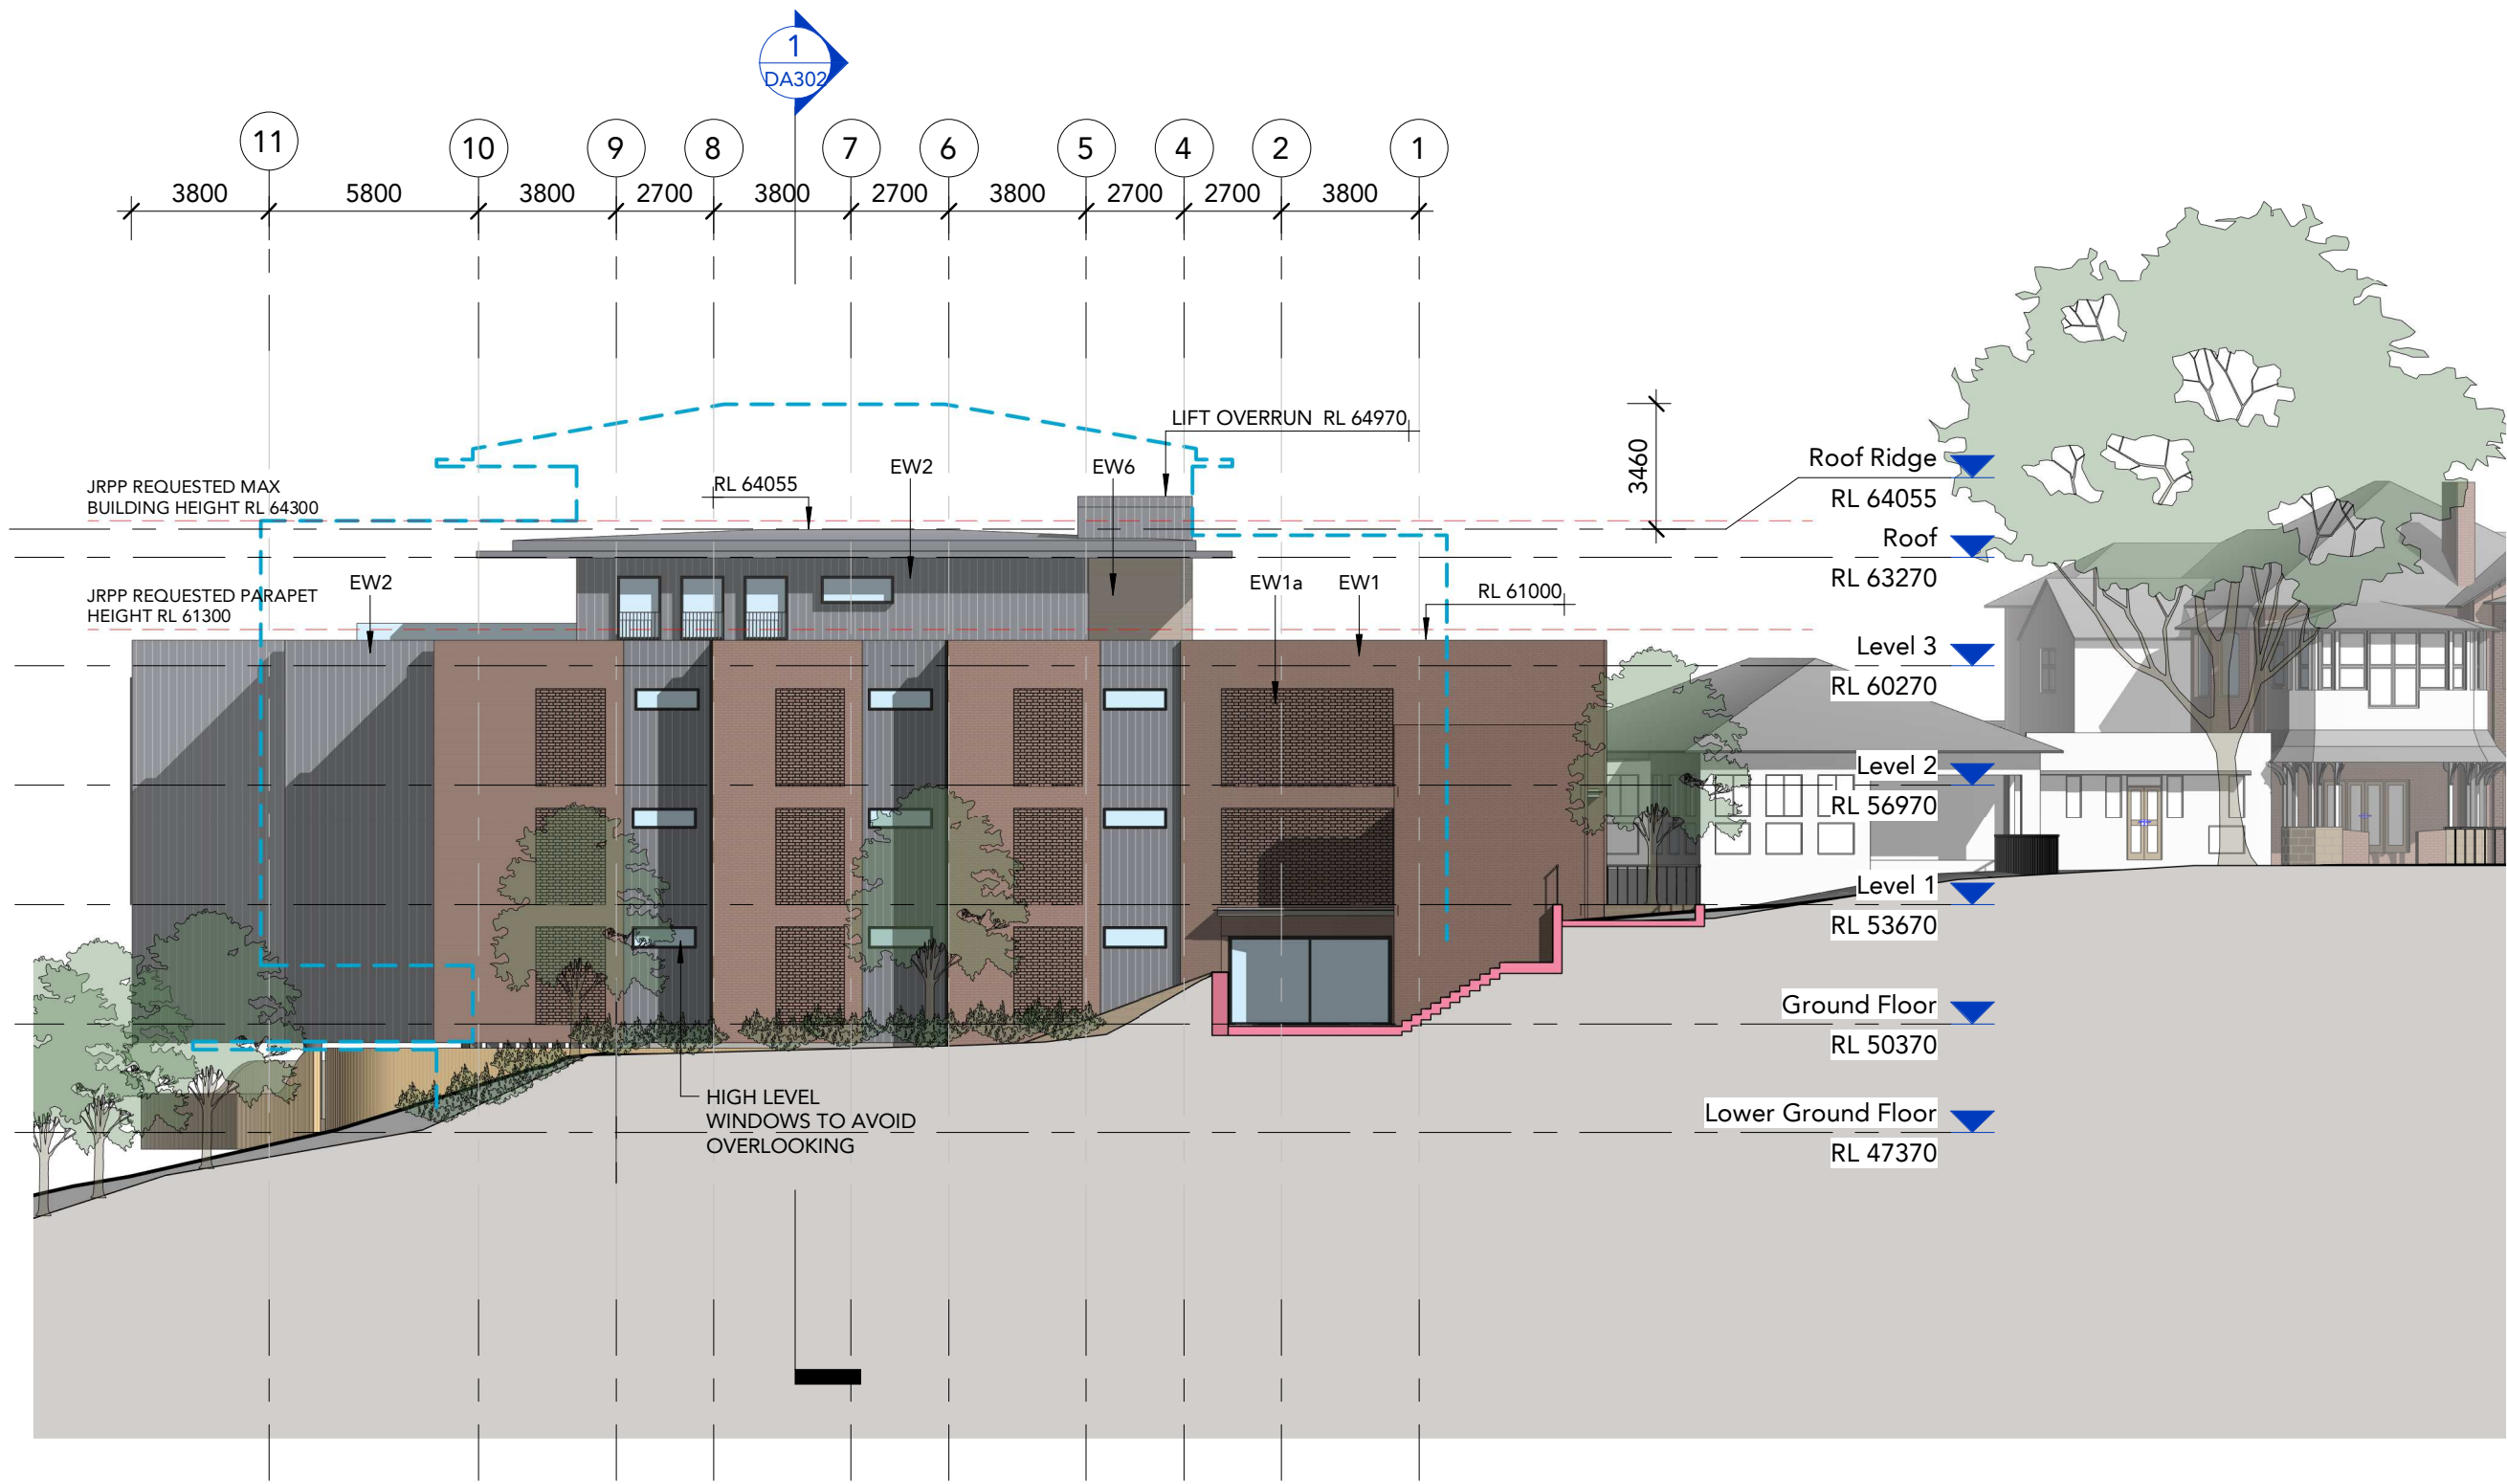 1
DA302
11
10
9
8
7
6
5
4
2
1
3800
5800
3800
2700
3800
2700
3800
2700
2700
3800
LIFT OVERRUN RL 64970
3460
Roof Ridge
RL 64055
EW2
EW6
RL 64055
JRPP REQUESTED MAX
BUILDING HEIGHT RL 64300
Roof
RL 63270
EW2
EW1a
EW1
RL 61000
JRPP REQUESTED PARAPET
HEIGHT RL 61300
Level 3
RL 60270
Level 2
RL 56970
Level 1
RL 53670
Ground Floor
RL 50370
HIGH LEVEL
WINDOWS TO AVOID
OVERLOOKING
Lower Ground Floor
RL 47370